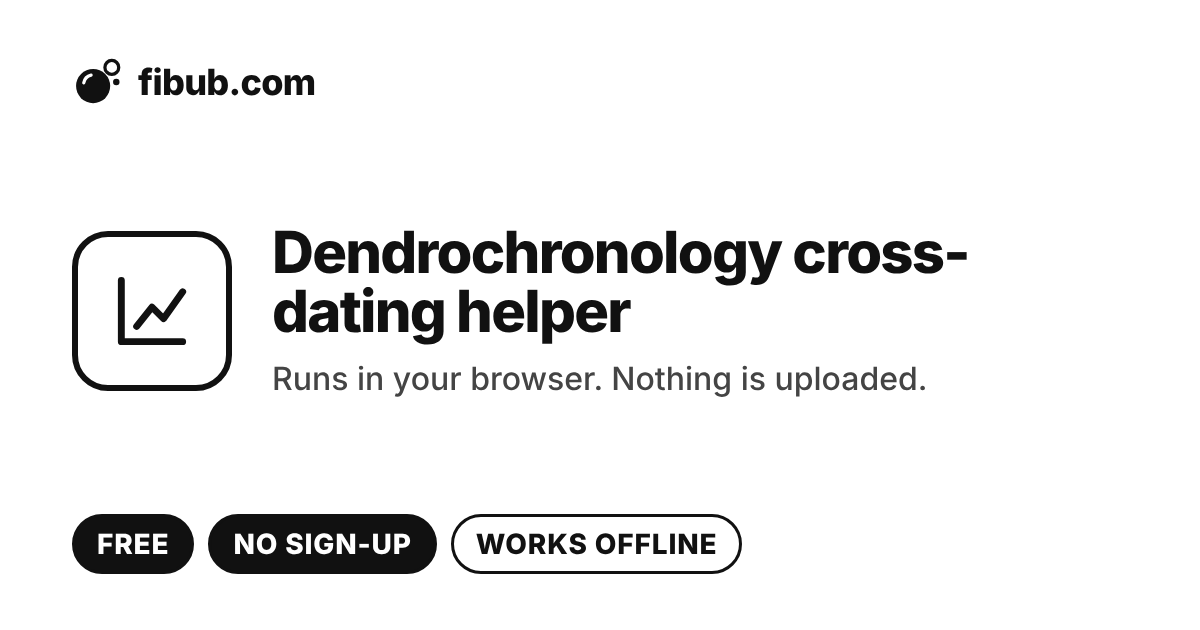 fibub.com
Dendrochronology cross-
dating helper
Runs in your browser. Nothing is uploaded.
FREE
NO SIGN-UP
WORKS OFFLINE